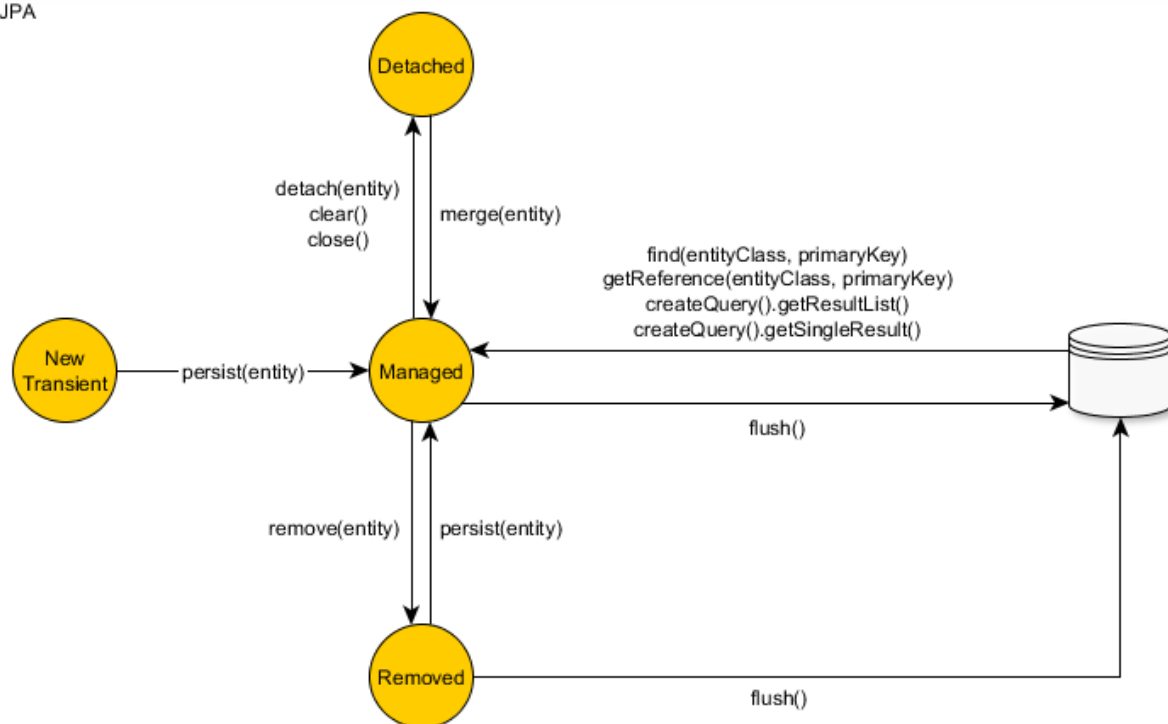 JPA
Detached
detach(entity)
clear()
close()
merge(entity)
find(entityClass, primaryKey)
getReference(entityClass, primaryKey)
createQuery().getResultList()
createQuery().getSingleResult()
New
Transient
persist(entity)
Managed
flush()
remove(entity)
persist(entity)
Removed
flush()